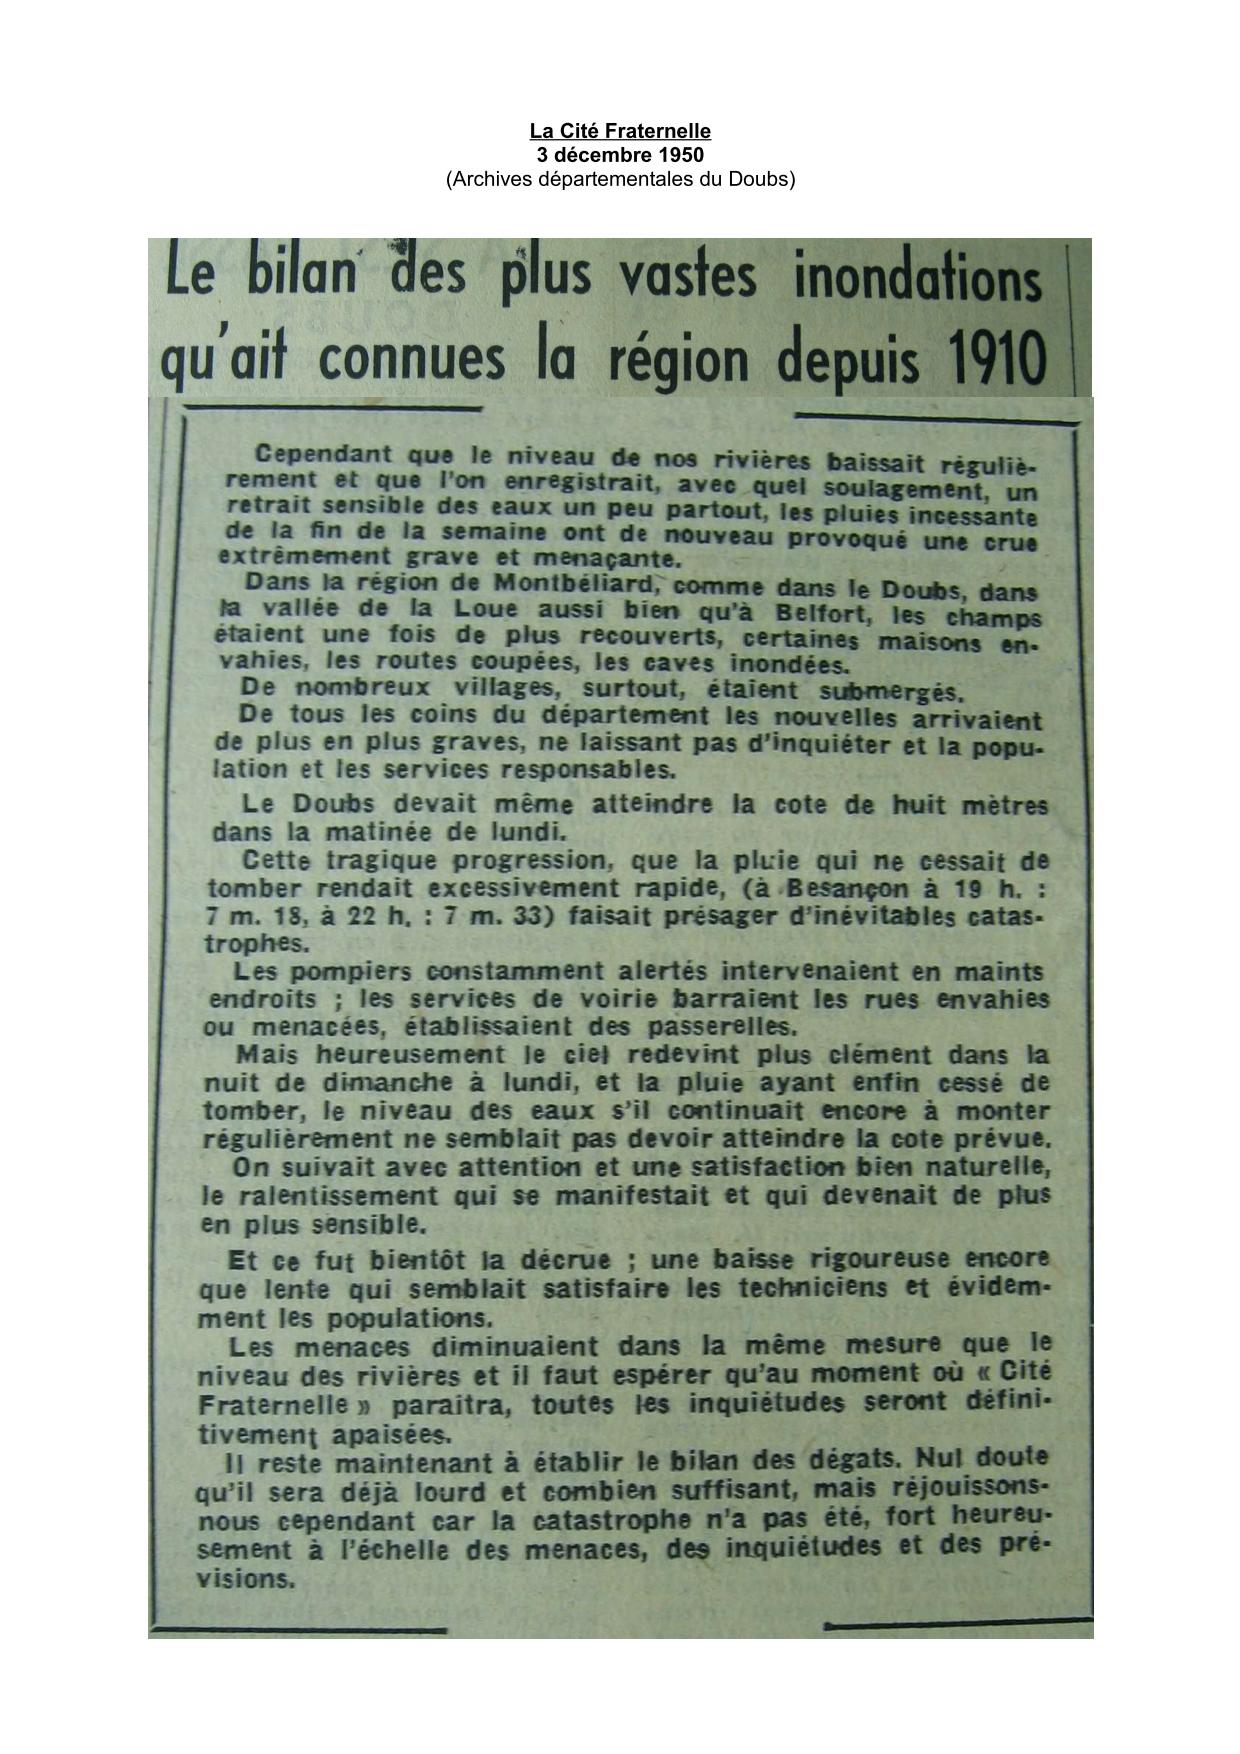 La Cité Fraternelle
3 décembre 1950
(Archives départementales du Doubs)
Le bilan des plus vastes inondations
qu'ait connues la région depuis 1910
Cependant que le niveau de nos rivières baissait réguliè-
rement et que l'on enregistrait, avec quel soulagement, un
retrait sensible des eaux un peu partout, les pluies incessante
de la fin de la semaine ont de nouveau provoqué une crue
extrêmement grave et menaçante.
Dans la région de Montbéliard, comme dans le Doubs, dans
la vallée de la Loue aussi bien qu'à Belfort, les champs
étaient une fois de plus recouverts, certaines maisons en-
vahies, les routes coupées, les caves inondées.
De nombreux villages, surtout, étaient submergés.
De tous les coins du département les nouvelles arrivaient
de plus en plus graves, ne laissant pas d'inquiéter et la popu-
lation et les services responsables.
Le Doubs devait même atteindre la cote de huit mètres
dans la matinée de lundi.
Cette tragique progression, que la pluie qui ne cessait de
tomber rendait excessivement rapide, (à Besançon à 19 h. :
7 m. 18, à 22 h. : 7 m. 33) faisait présager d'inévitables catas-
trophes.
Les pompiers constamment alertés intervenaient en maints
endroits ; les services de voirie barraient les rues envahies
ou menacées, établissaient des passerelles.
Mais heureusement le ciel redevint plus clément dans la
nuit de dimanche à lundi, et la pluie ayant enfin cessé de
tomber, le niveau des eaux s'il continuait encore à monter
régulièrement ne semblait pas devoir atteindre la cote prévue.
On suivait avec attention et une satisfaction bien naturelle,
le ralentissement qui se manifestait et qui devenait de plus
en plus sensible.
Et ce fut bientôt la décrue ; une baisse rigoureuse encore
que lente qui semblait satisfaire les techniciens et évidem-
ment les populations.
Les menaces diminuaient dans la même mesure que le
niveau des rivières et il faut espérer qu'au moment où « Cité
Fraternelle » paraitra, toutes les inquiétudes seront défini-
tivement apaisées.
Il reste maintenant à établir le bilan des dégats. Nul doute
qu'il sera déjà lourd et combien suffisant, mais réjouissons-
nous cependant car la catastrophe n'a pas été, fort heureu-
sement à l'échelle des menaces, des inquiétudes et des pré-
visions.